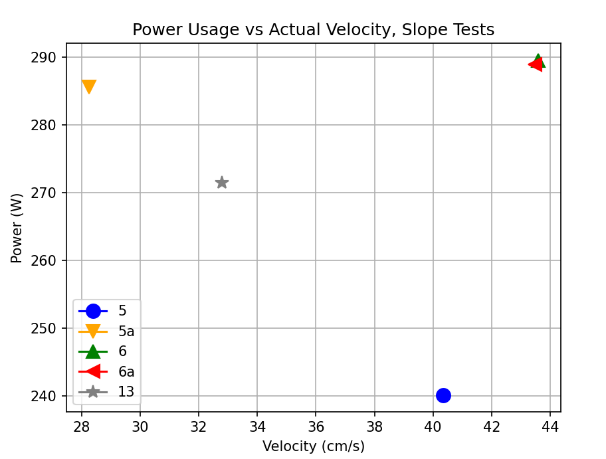 Power Usage vs Actual Velocity, Slope Tests
290
280
270
260
250
240
Power (W)
5
5a
6
6a
13
28 30 32 34 36 38 40 42 44
Velocity (cm/s)